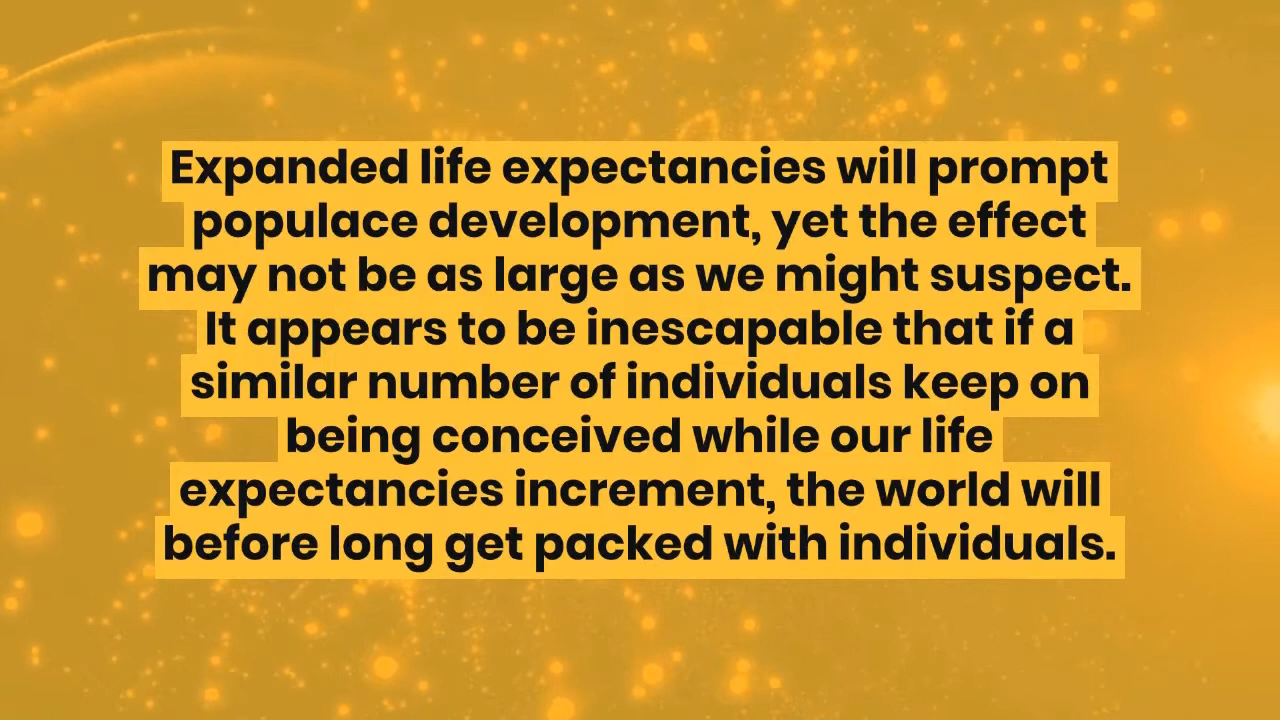 Expanded life expectancies will prompt
populace development, yet the effect
may not be as large as we might suspect.
It appears to be inescapable that if a
similar number of individuals keep on
being conceived while our life
expectancies increment, the world will
before long get packed with individuals.